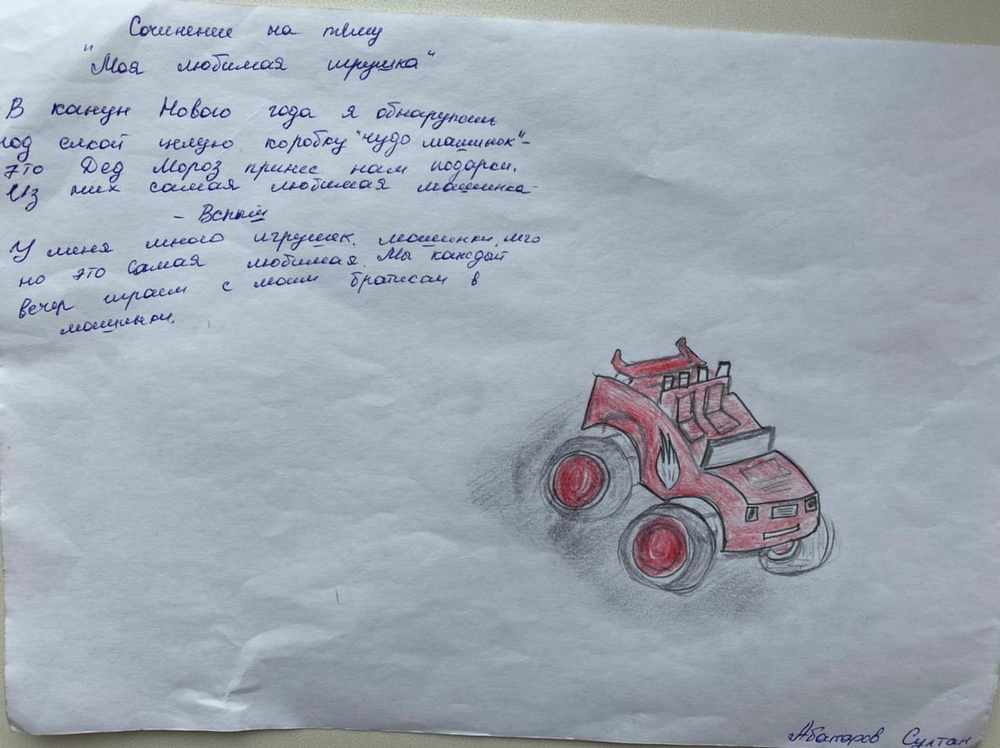 Сочинение на тему
"Моя любимая игрушка"
В канун Нового года я обнаружил
под елкой целую коробку "чудо машинок"-
это Дед Мороз принес нам подарки.
Из них самая любимая машинка-
- Вспыш
У меня много игрушек, машинки,
но это самая любимая. Мы каждый
вечер играем с моим братиком в
машинки.
Абакаров Султан